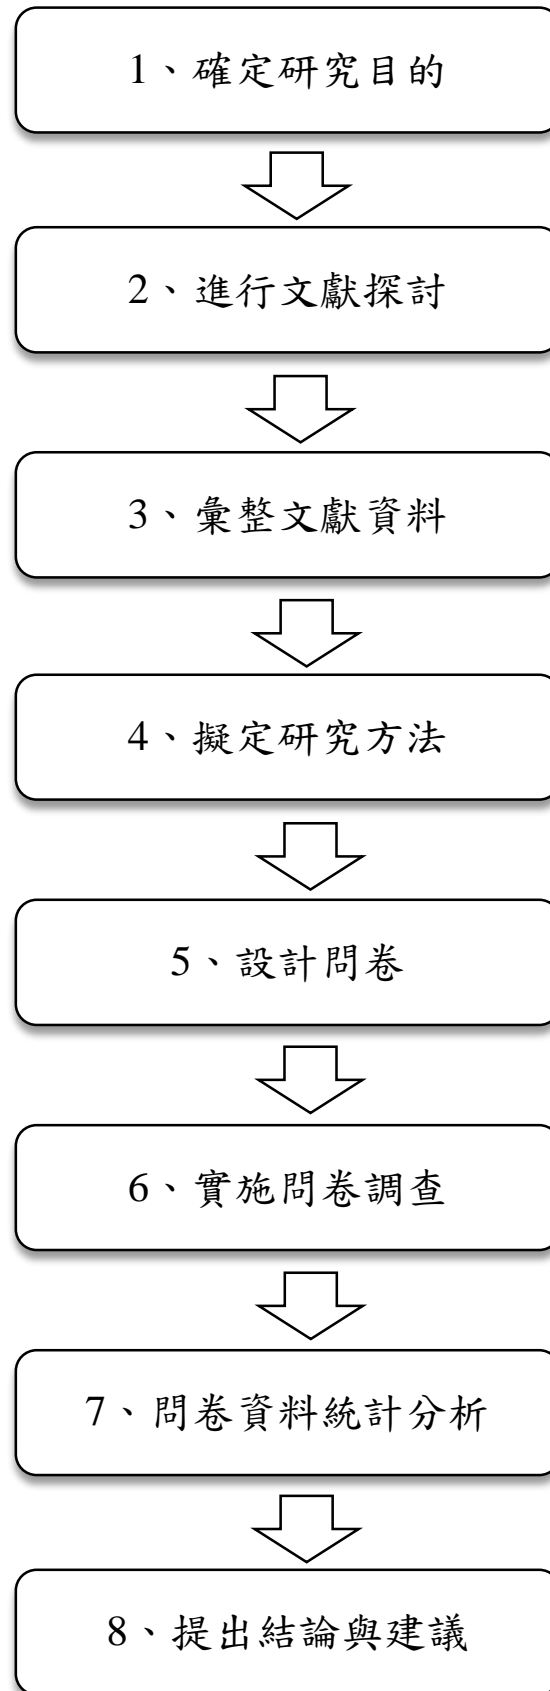 1、確定研究目的
2、進行文獻探討
3、彙整文獻資料
4、擬定研究方法
5、設計問卷
6、實施問卷調查
7、問卷資料統計分析
8、提出結論與建議